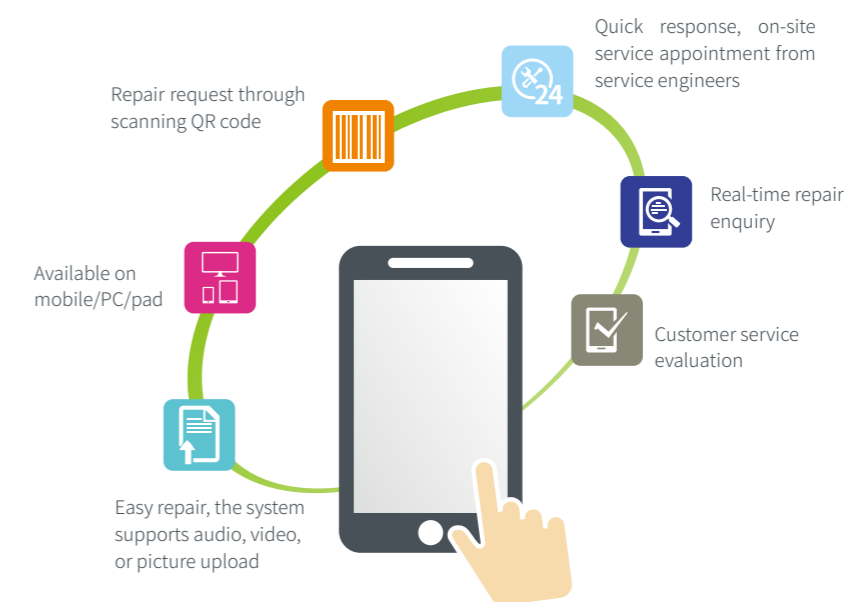 Quick response, on-site
service appointment from
service engineers
24
Repair request through
scanning QR code
Real-time repair
enquiry
Available on
mobile/PC/pad
Customer service
evaluation
Easy repair, the system
supports audio, video,
or picture upload